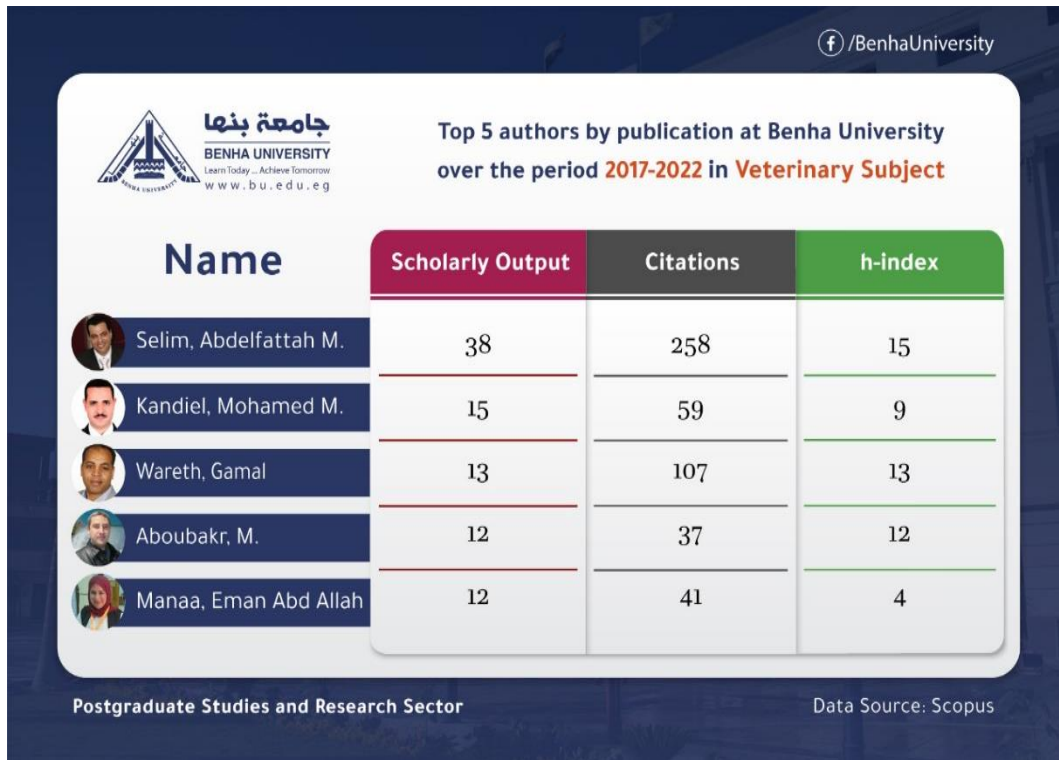 /BenhaUniversity
جامعة بنها
BENHA UNIVERSITY
Learn Today ... Achieve Tomorrow
www.bu.edu.eg
BENHA UNIVERSITY
Top 5 authors by publication at Benha University
over the period 2017-2022 in Veterinary Subject
Name Scholarly Output Citations h-index
Selim, Abdelfattah M. 38 258 15
Kandiel, Mohamed M. 15 59 9
Wareth, Gamal 13 107 13
Aboubakr, M. 12 37 12
Manaa, Eman Abd Allah 12 41 4
Postgraduate Studies and Research Sector
Data Source: Scopus